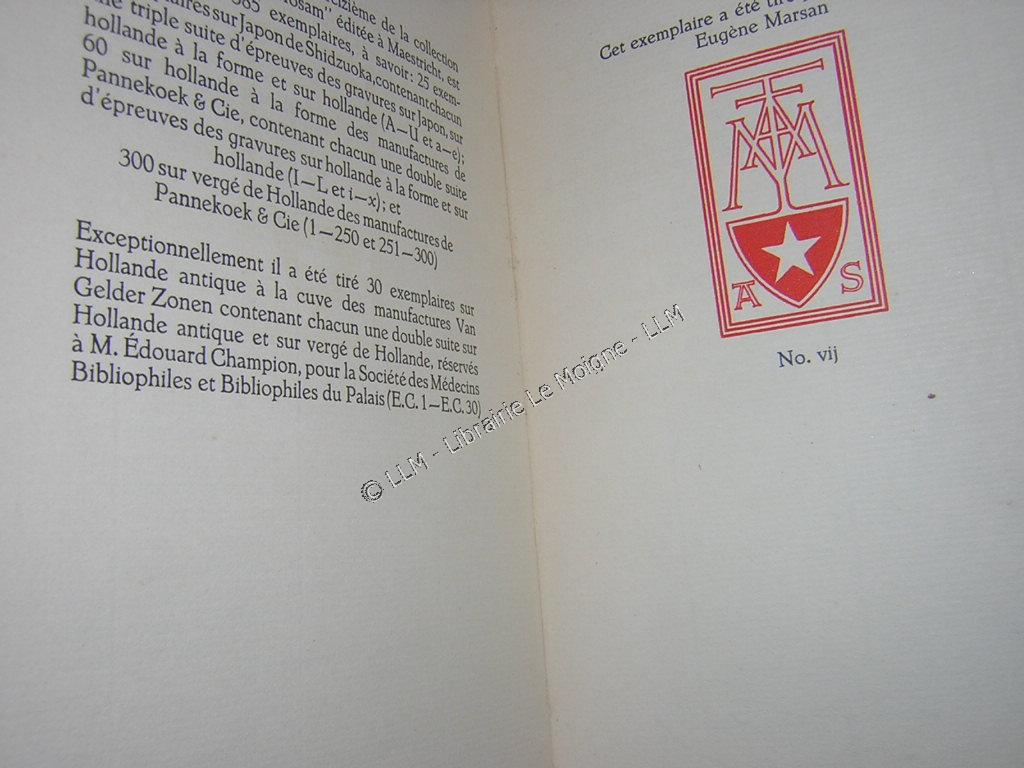 de la collection
exemplaires, à savoir: 25 exem-
sur Japon de Shidzuoka, contenant chacun
triple suite d'épreuves des gravures sur Japon, sur
hollande à la forme et sur hollande (A—U et a—e);
60 sur hollande à la forme des manufactures de
Pannekoek & Cie, contenant chacun une double suite
d'épreuves des gravures sur hollande à la forme et sur
hollande (I—L et i—x); et
300 sur vergé de Hollande des manufactures de
Pannekoek & Cie (1—250 et 251—300)
Exceptionnellement il a été tiré 30 exemplaires sur
Hollande antique à la cuve des manufactures Van
Gelder Zonen contenant chacun une double suite sur
Hollande antique et sur vergé de Hollande, réservés
à M. Édouard Champion, pour la Société des Médecins
Bibliophiles et Bibliophiles du Palais (E.C. 1—E.C. 30)
Cet exemplaire a été tiré
Eugène Marsan
A S
No. vij
© LLM - Librairie Le Moigne - LLM